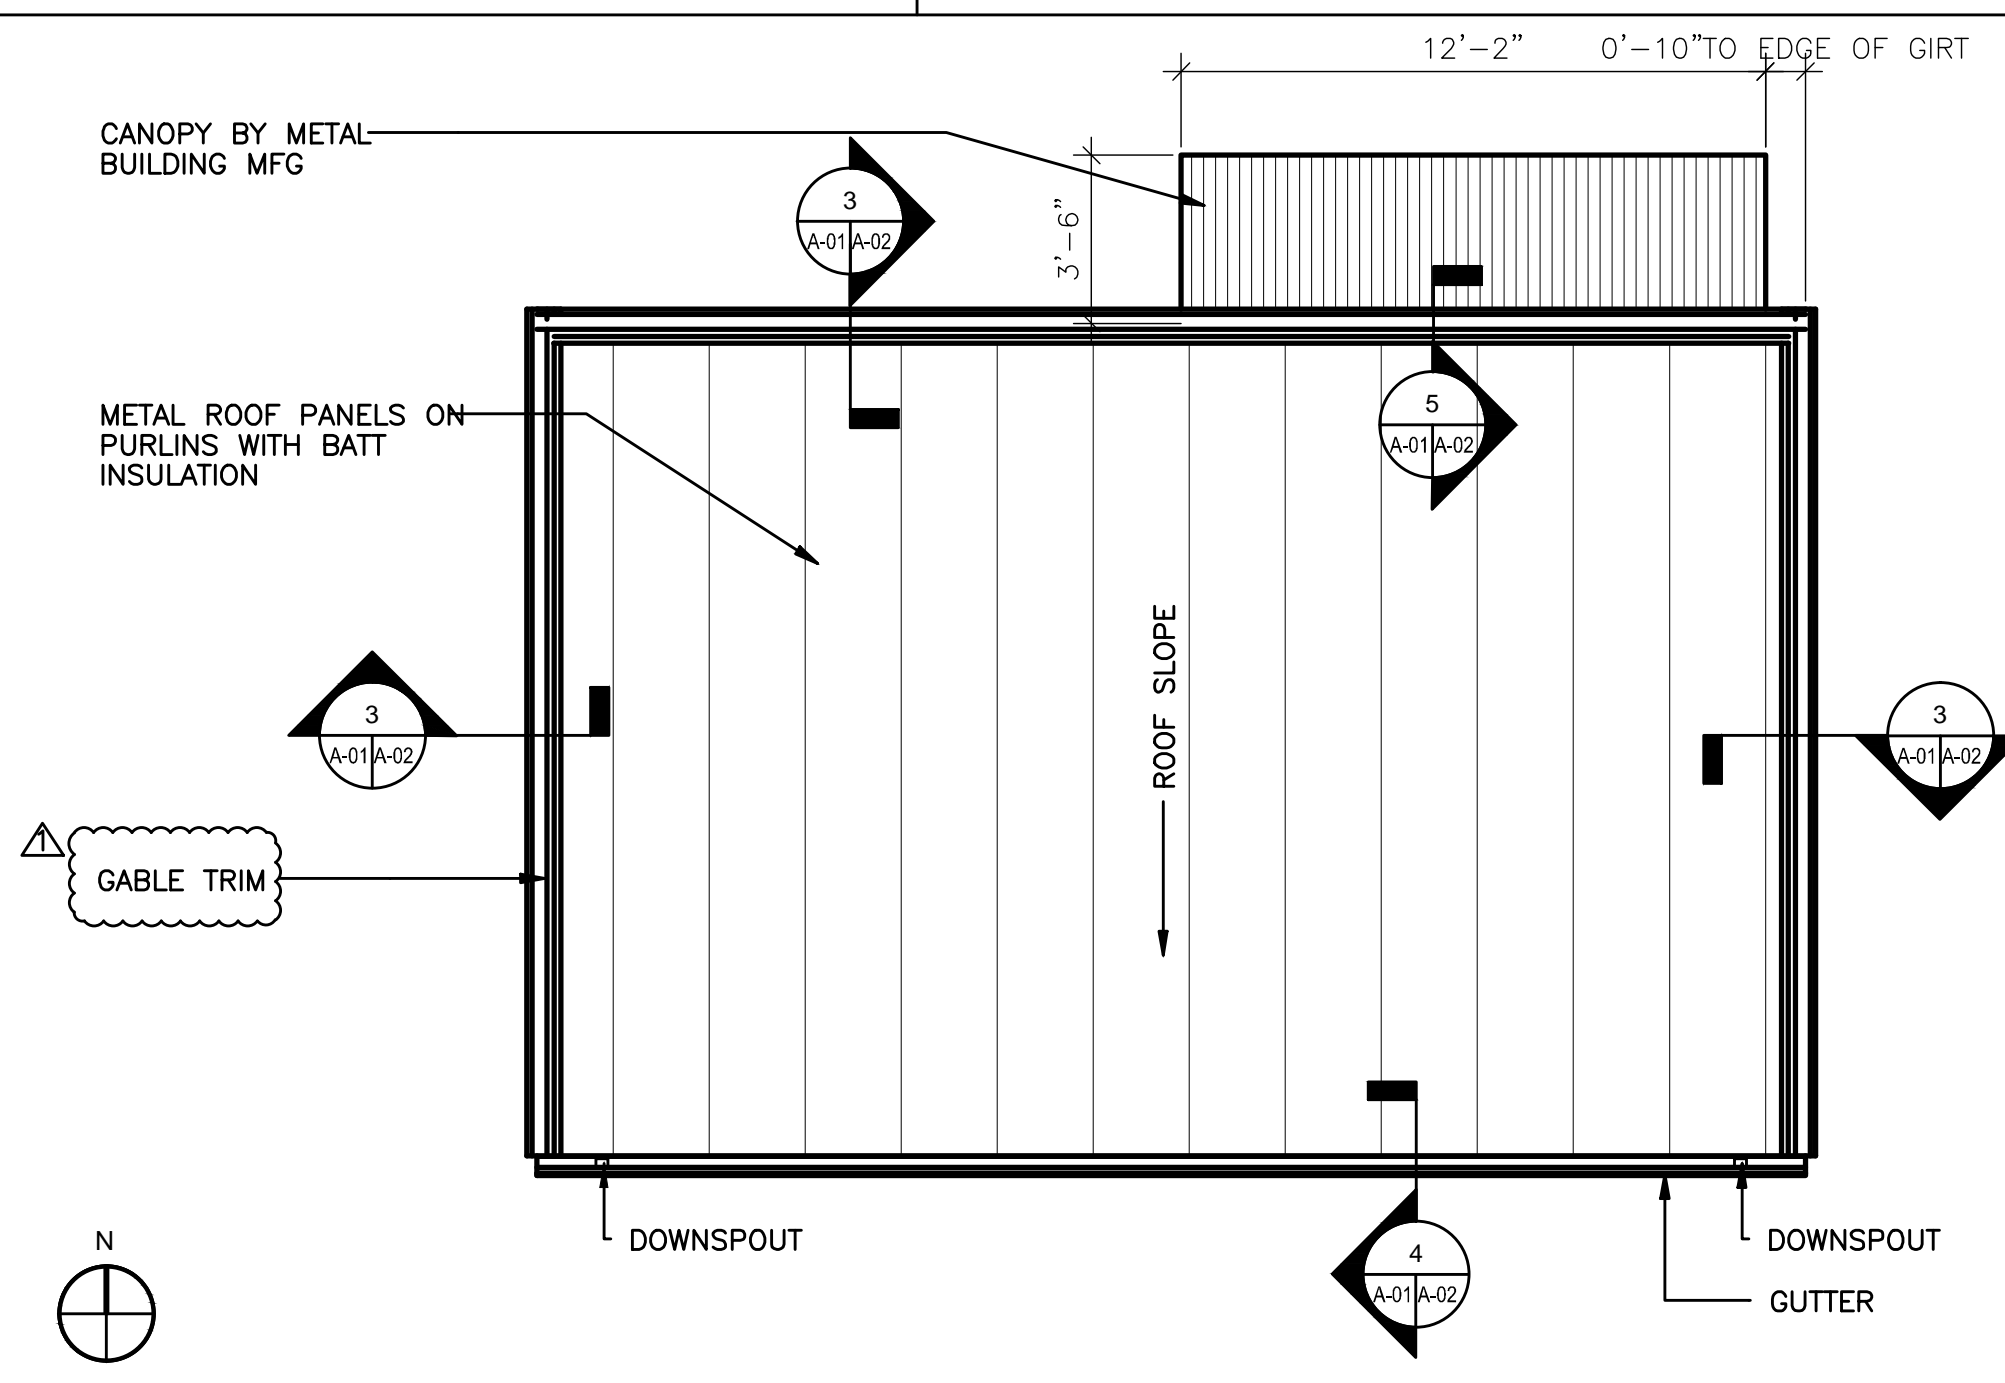 12'-2" 0'-10"TO EDGE OF GIRT
CANOPY BY METAL
BUILDING MFG
3
A-01 A-02
3'-6"
METAL ROOF PANELS ON
PURLINS WITH BATT
INSULATION
5
A-01 A-02
ROOF SLOPE
3
A-01 A-02
3
A-01 A-02
1
GABLE TRIM
N
DOWNSPOUT
4
A-01 A-02
DOWNSPOUT
GUTTER